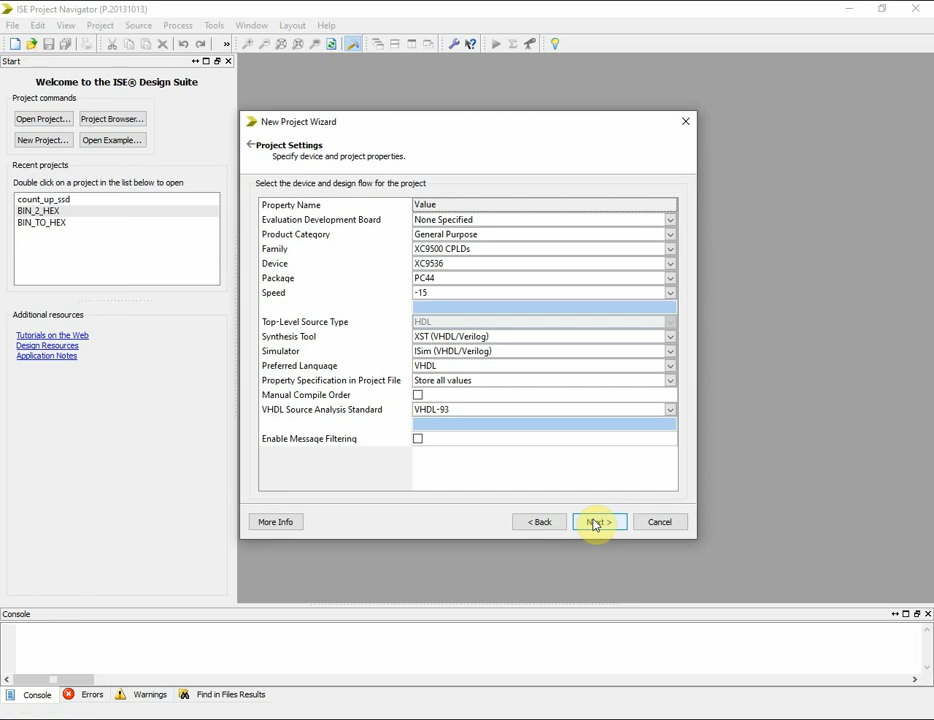 ISE Project Navigator (P.20131013)
File Edit View Project Source Process Tools Window Layout Help
»
Start
Welcome to the ISE® Design Suite
Project commands
Open Project... Project Browser...
New Project... Open Example...
Recent projects
Double click on a project in the list below to open
count_up_ssd
BIN_2_HEX
BIN_TO_HEX
Additional resources
Tutorials on the Web
Design Resources
Application Notes
New Project Wizard
Project Settings
Specify device and project properties.
Select the device and design flow for the project
Property Name Value
Evaluation Development Board None Specified
Product Category General Purpose
Family XC9500 CPLDs
Device XC9536
Package PC44
Speed -15
Top-Level Source Type HDL
Synthesis Tool XST (VHDL/Verilog)
Simulator ISim (VHDL/Verilog)
Preferred Language VHDL
Property Specification in Project File Store all values
Manual Compile Order
VHDL Source Analysis Standard VHDL-93
Enable Message Filtering
More Info < Back Next > Cancel
Console
Console Errors Warnings Find in Files Results